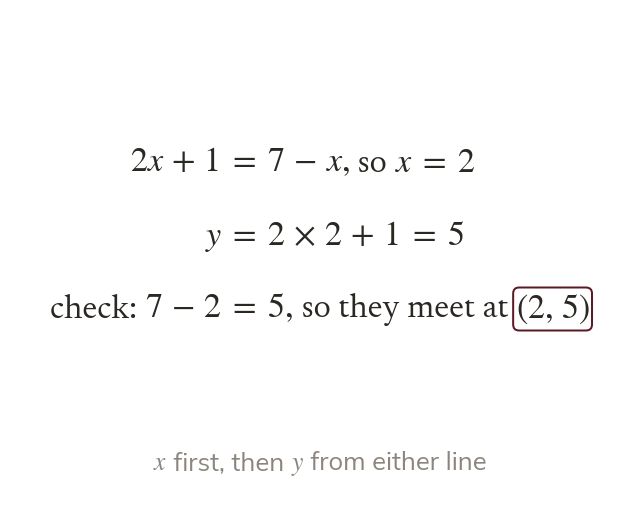 2x + 1 = 7 − x, so x = 2
y = 2 × 2 + 1 = 5
check: 7 − 2 = 5, so they meet at (2, 5)
x first, then y from either line